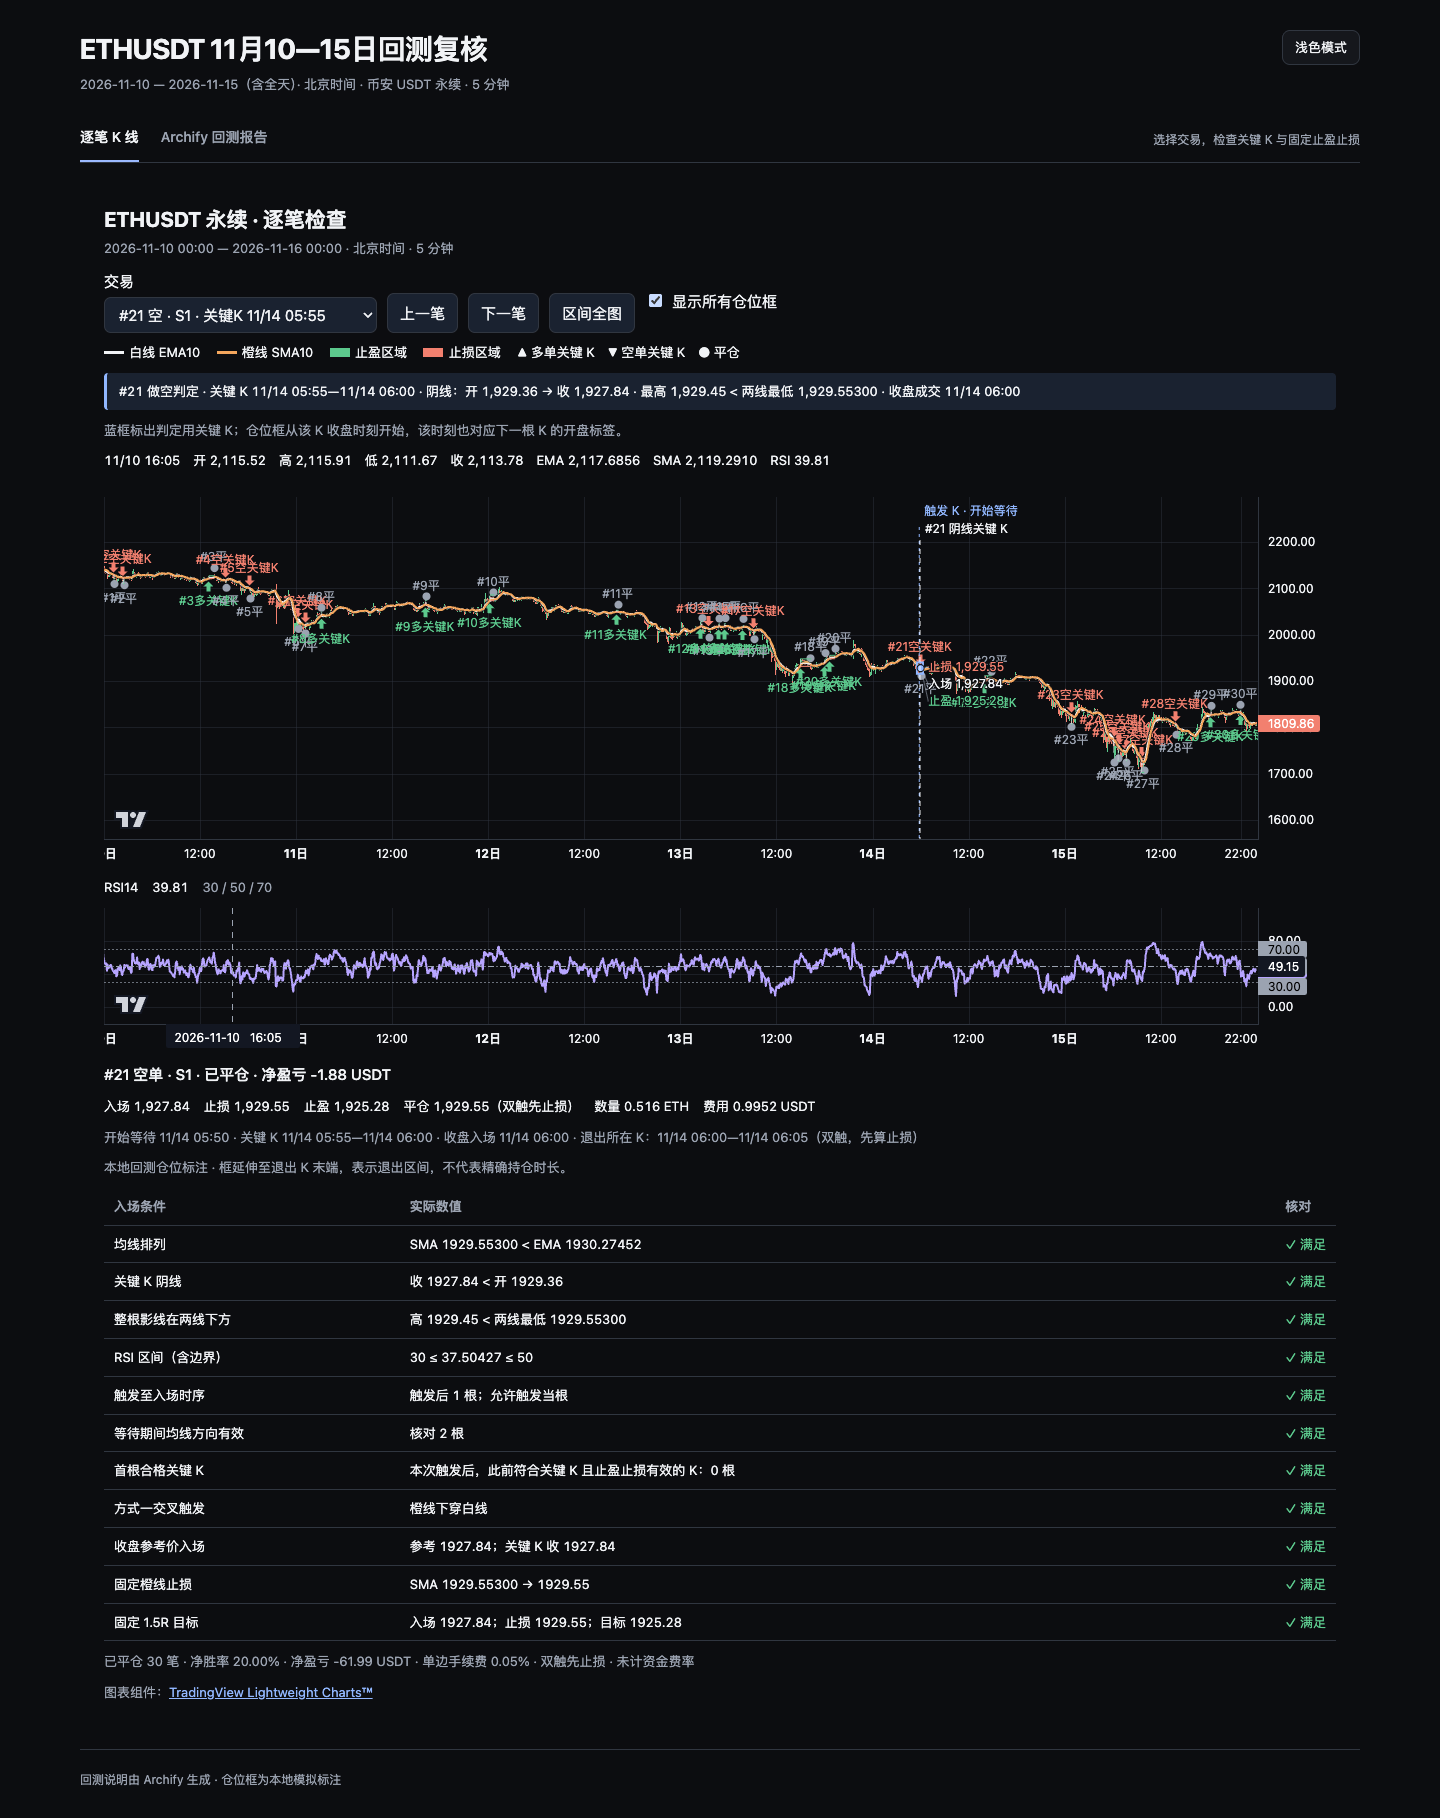 ETHUSDT 11月10—15日回测复核
浅色模式
2026-11-10 — 2026-11-15（含全天）· 北京时间 · 币安 USDT 永续 · 5 分钟
逐笔 K 线
Archify 回测报告
选择交易，检查关键 K 与固定止盈止损
ETHUSDT 永续 · 逐笔检查
2026-11-10 00:00 — 2026-11-16 00:00 · 北京时间 · 5 分钟
交易
#21 空 · S1 · 关键K 11/14 05:55
上一笔
下一笔
区间全图
显示所有仓位框
白线 EMA10
橙线 SMA10
止盈区域
止损区域
▲ 多单关键 K
▼ 空单关键 K
● 平仓
#21 做空判定 · 关键 K 11/14 05:55—11/14 06:00 · 阴线：开 1,929.36 → 收 1,927.84 · 最高 1,929.45 < 两线最低 1,929.55300 · 收盘成交 11/14 06:00
蓝框标出判定用关键 K；仓位框从该 K 收盘时刻开始，该时刻也对应下一根 K 的开盘标签。
11/10 16:05 开 2,115.52 高 2,115.91 低 2,111.67 收 2,113.78 EMA 2,117.6856 SMA 2,119.2910 RSI 39.81
触发 K · 开始等待
#21 阴线关键 K
2200.00
2100.00
2000.00
1900.00
1809.86
1700.00
1600.00
#5平
#7平
#9平
#9多关键K
#10平
#10多关键K
#11平
#11多关键K
#21空关键K
止损 1,929.55
入场 1,927.84
止盈 1,925.28
#23空关键K
#23平
#27平
#28空关键K
#28平
#29平
#30平
日 12:00 11日 12:00 12日 12:00 13日 12:00 14日 12:00 15日 12:00 22:00
RSI14 39.81 30 / 50 / 70
70.00
49.15
30.00
0.00
日 2026-11-10 16:05 12:00 12日 12:00 13日 12:00 14日 12:00 15日 12:00 22:00
#21 空单 · S1 · 已平仓 · 净盈亏 -1.88 USDT
入场 1,927.84 止损 1,929.55 止盈 1,925.28 平仓 1,929.55（双触先止损） 数量 0.516 ETH 费用 0.9952 USDT
开始等待 11/14 05:50 · 关键 K 11/14 05:55—11/14 06:00 · 收盘入场 11/14 06:00 · 退出所在 K：11/14 06:00—11/14 06:05（双触，先算止损）
本地回测仓位标注 · 框延伸至退出 K 末端，表示退出区间，不代表精确持仓时长。
入场条件 实际数值 核对
均线排列 SMA 1929.55300 < EMA 1930.27452 ✓ 满足
关键 K 阴线 收 1927.84 < 开 1929.36 ✓ 满足
整根影线在两线下方 高 1929.45 < 两线最低 1929.55300 ✓ 满足
RSI 区间（含边界） 30 ≤ 37.50427 ≤ 50 ✓ 满足
触发至入场时序 触发后 1 根；允许触发当根 ✓ 满足
等待期间均线方向有效 核对 2 根 ✓ 满足
首根合格关键 K 本次触发后，此前符合关键 K 且止盈止损有效的 K：0 根 ✓ 满足
方式一交叉触发 橙线下穿白线 ✓ 满足
收盘参考价入场 参考 1927.84；关键 K 收 1927.84 ✓ 满足
固定橙线止损 SMA 1929.55300 → 1929.55 ✓ 满足
固定 1.5R 目标 入场 1927.84；止损 1929.55；目标 1925.28 ✓ 满足
已平仓 30 笔 · 净胜率 20.00% · 净盈亏 -61.99 USDT · 单边手续费 0.05% · 双触先止损 · 未计资金费率
图表组件：TradingView Lightweight Charts™
回测说明由 Archify 生成 · 仓位框为本地模拟标注